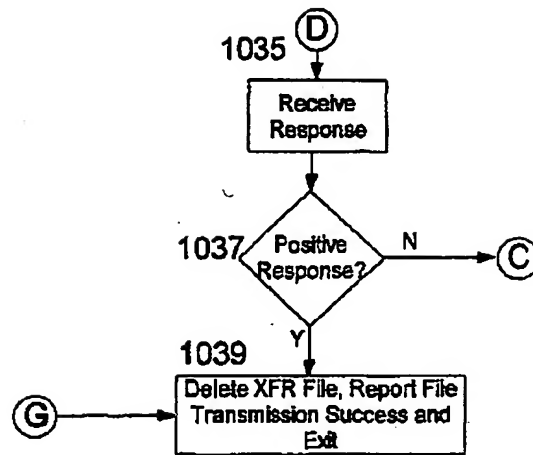 D
1035
Receive
Response
1037
Positive
Response?
N
C
Y
1039
Delete XFR File, Report File
Transmission Success and
Exit
G